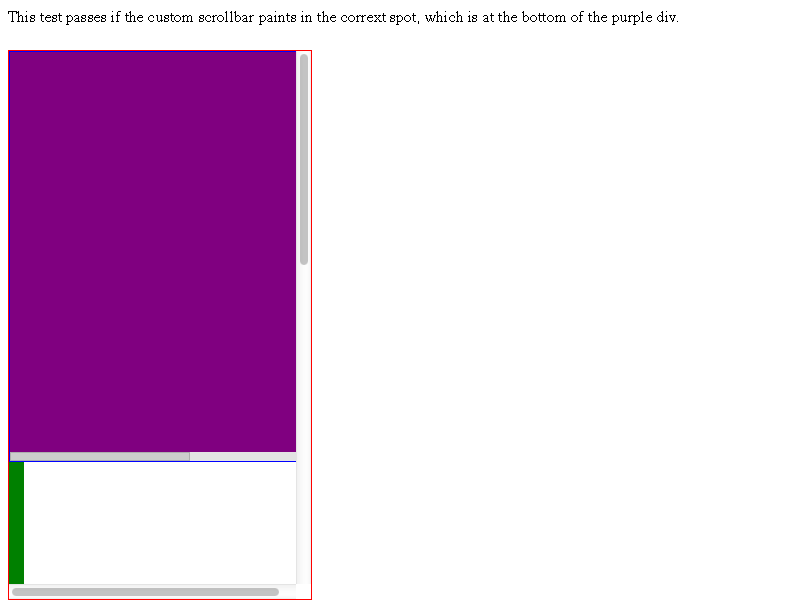 This test passes if the custom scrollbar paints in the corrext spot, which is at the bottom of the purple div.